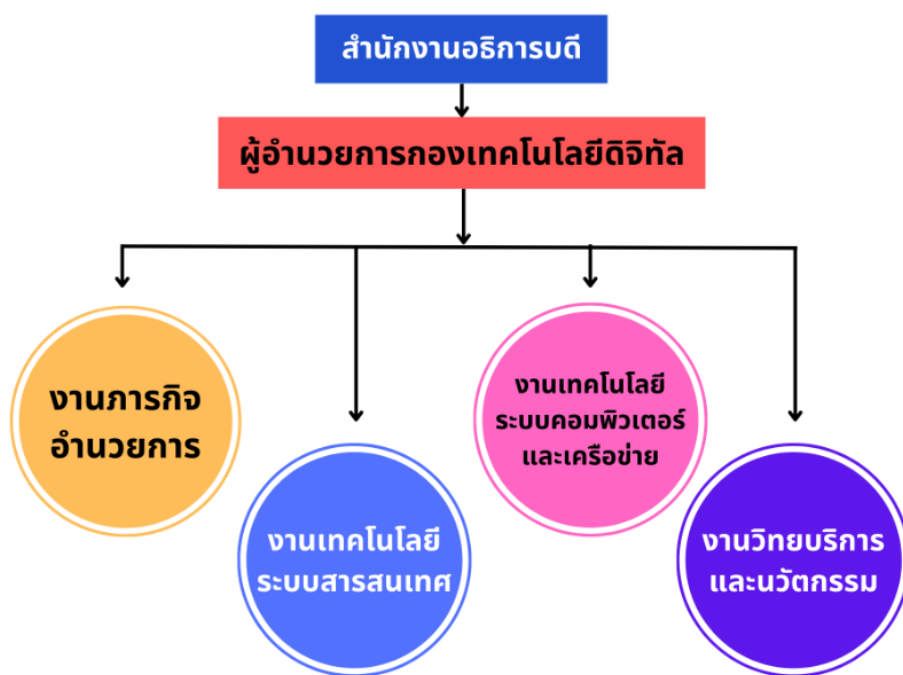 สำนักงานอธิการบดี
ผู้อำนวยการกองเทคโนโลยีดิจิทัล
งานภารกิจ
อำนวยการ
งานเทคโนโลยี
ระบบสารสนเทศ
งานเทคโนโลยี
ระบบคอมพิวเตอร์
และเครือข่าย
งานวิทยบริการ
และนวัตกรรม